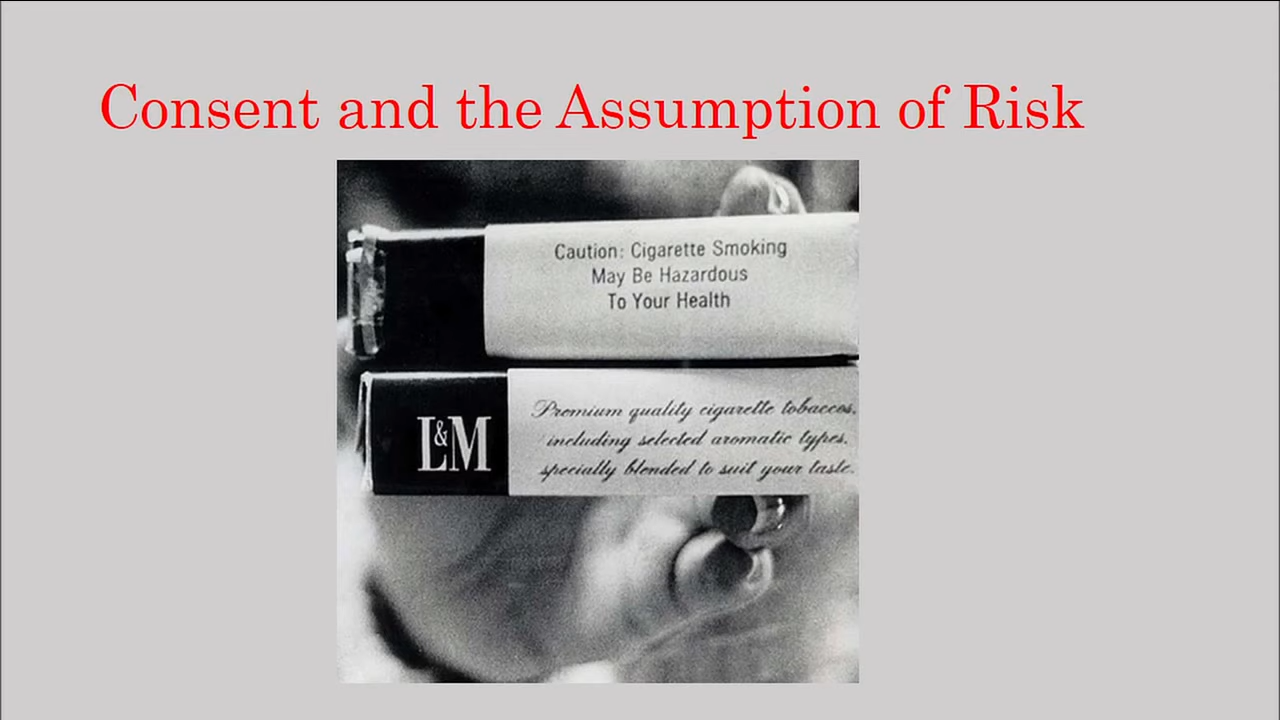 Consent and the Assumption of Risk
Caution: Cigarette Smoking
May Be Hazardous
To Your Health
L&M
Premium quality cigarette tobaccos,
including selected aromatic types,
specially blended to suit your taste.